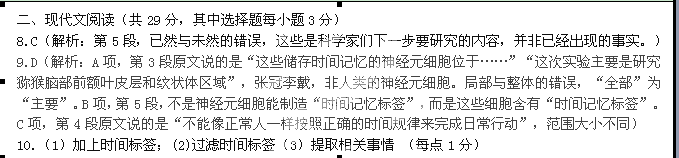 二、现代文阅读（共 29 分，其中选择题每小题 3 分）
8.C（解析：第 5 段，已然与未然的错误，这些是科学家们下一步要研究的内容，并非已经出现的事实。）
9.D（解析：A 项，第 3 段原文说的是“这些储存时间记忆的神经元细胞位于……”“这次实验主要是研究
猕猴脑部前额叶皮层和纹状体区域”，张冠李戴，非人类的神经元细胞。局部与整体的错误，“全部”为
“主要”。B 项，第 5 段，不是神经元细胞能制造“时间记忆标签”，而是这些细胞含有“时间记忆标签”。
C 项，第 4 段原文说的是“不能像正常人一样按照正确的时间规律来完成日常行动”，范围大小不同）
10.（1）加上时间标签；(2)过滤时间标签（3）提取相关事情 （每点 1 分）